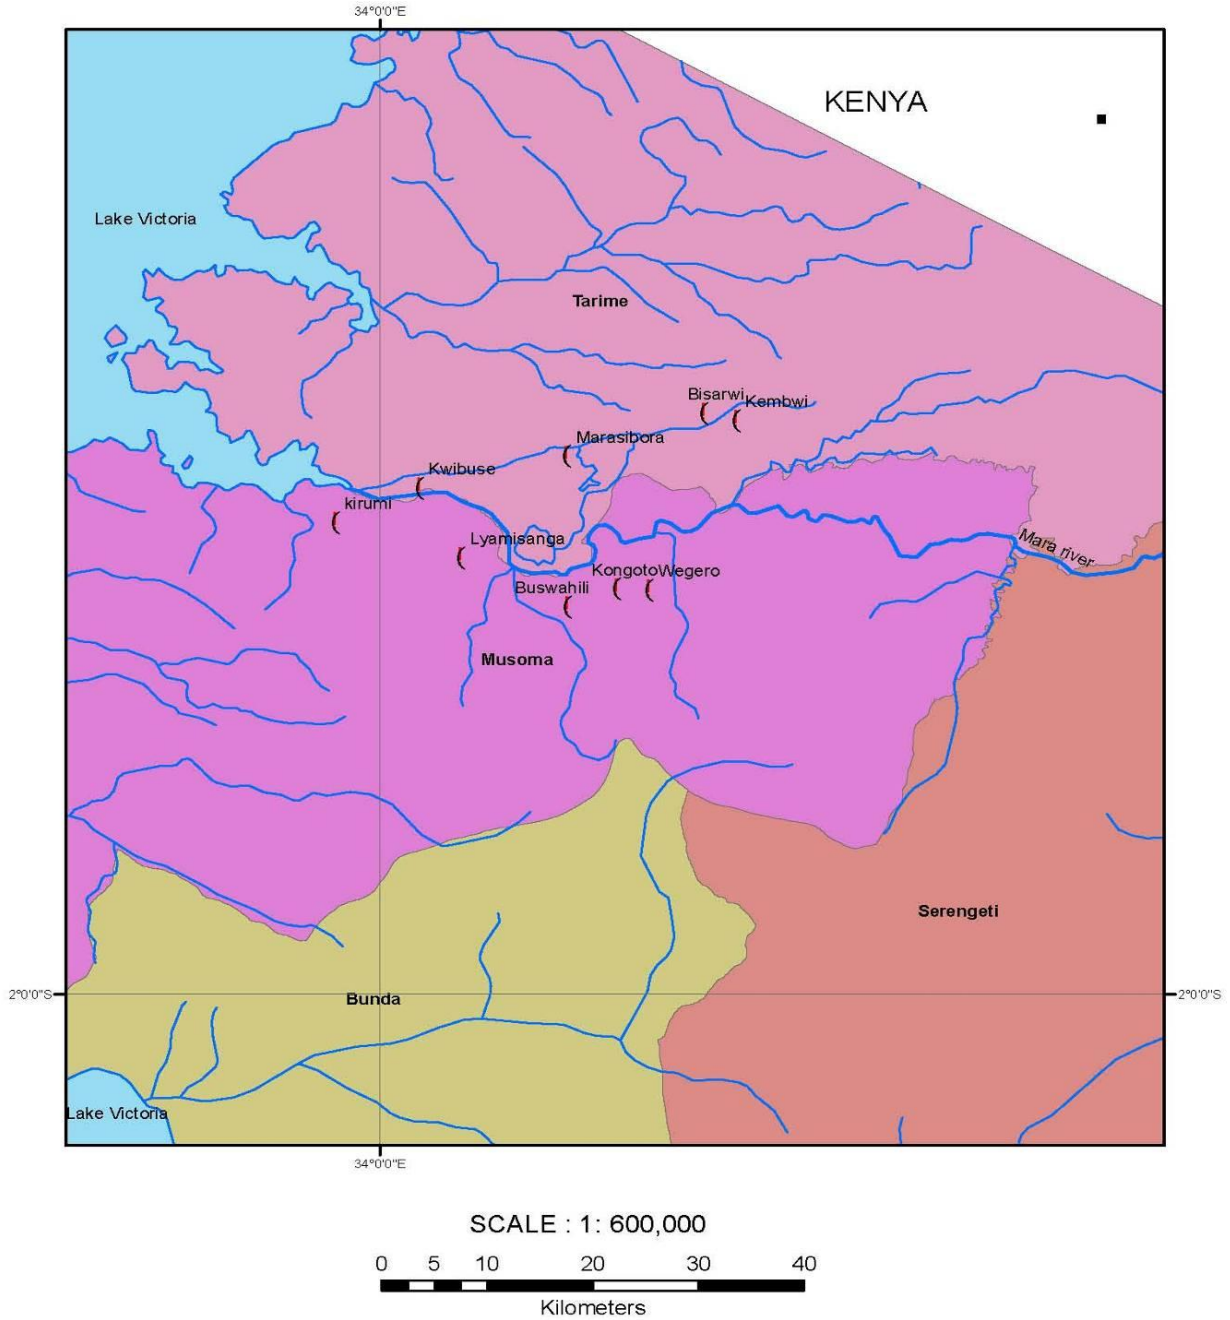 34°0'0"E
KENYA
Lake Victoria
Tarime
Bisarwi
Kembwi
Marasibora
Kwibuse
kirumi
Lyamisanga
Mara river
Kongoto
Wegero
Buswahili
Musoma
Serengeti
2°0'0"S
Bunda
2°0'0"S
Lake Victoria
34°0'0"E
SCALE : 1: 600,000
0 5 10 20 30 40
Kilometers